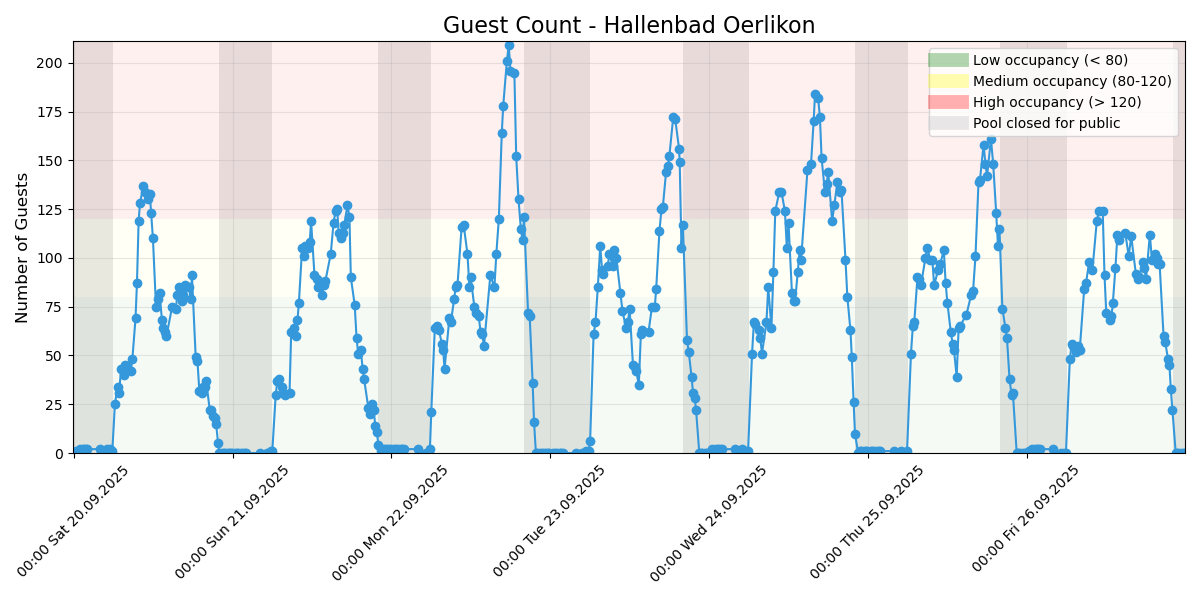 Guest Count - Hallenbad Oerlikon
Number of Guests
200
175
150
125
100
75
50
25
0
Low occupancy (< 80)
Medium occupancy (80-120)
High occupancy (> 120)
Pool closed for public
00:00 Sat 20.09.2025
00:00 Sun 21.09.2025
00:00 Mon 22.09.2025
00:00 Tue 23.09.2025
00:00 Wed 24.09.2025
00:00 Thu 25.09.2025
00:00 Fri 26.09.2025